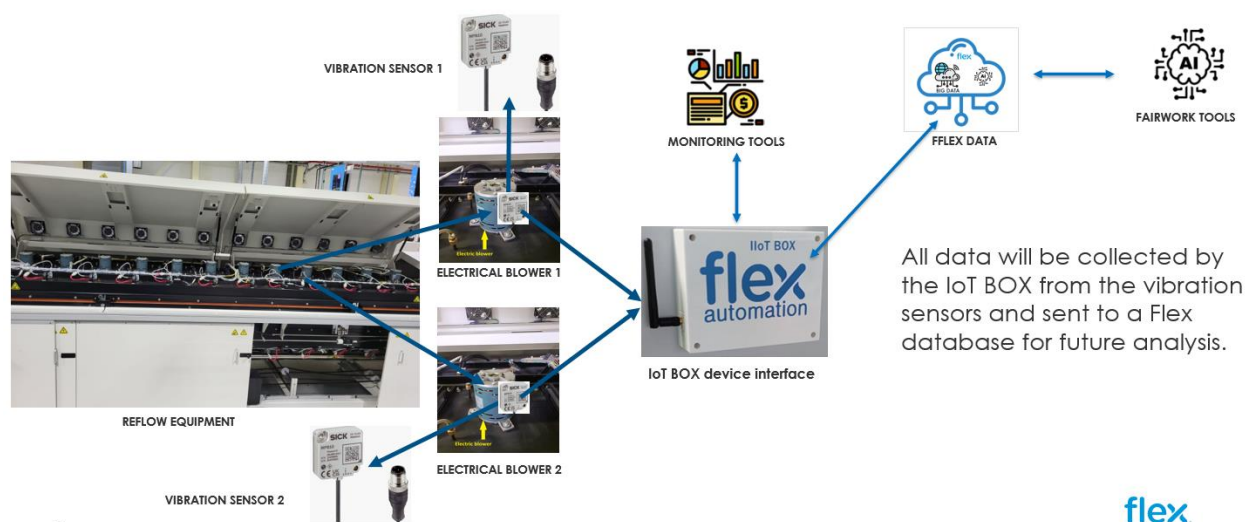 VIBRATION SENSOR 1
SICK
MONITORING TOOLS
flex
BIG DATA
AI
FFLEX DATA
AI
FAIRWORK TOOLS
SICK
Electric blower
ELECTRICAL BLOWER 1
IIoT BOX
flex
automation
IoT BOX device interface
All data will be collected by
the IoT BOX from the vibration
sensors and sent to a Flex
database for future analysis.
REFLOW EQUIPMENT
SICK
Electric blower
ELECTRICAL BLOWER 2
SICK
VIBRATION SENSOR 2
flex